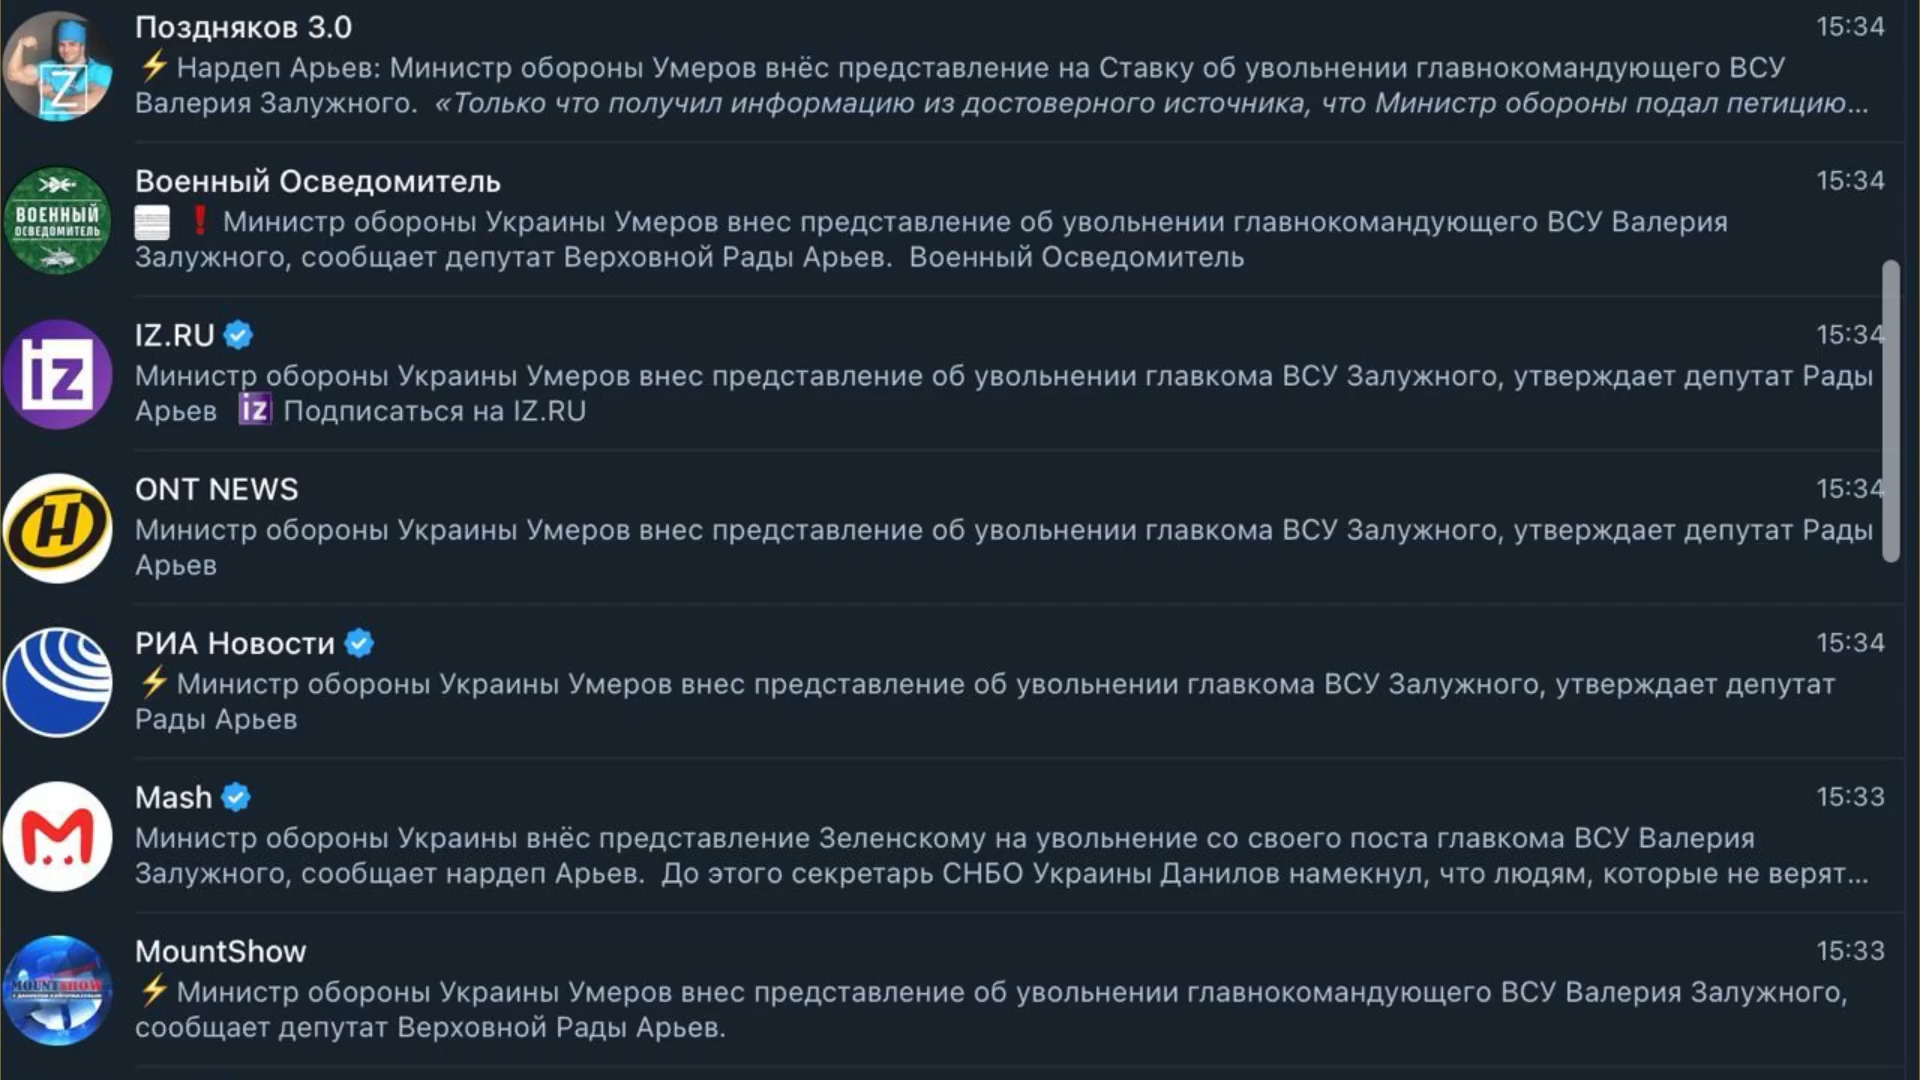 Поздняков 3.0
15:34
⚡ Нардеп Арьев: Министр обороны Умеров внёс представление на Ставку об увольнении главнокомандующего ВСУ
Валерия Залужного. «Только что получил информацию из достоверного источника, что Министр обороны подал петицию...
Z
Военный Осведомитель
15:34
❗ Министр обороны Украины Умеров внес представление об увольнении главнокомандующего ВСУ Валерия
Залужного, сообщает депутат Верховной Рады Арьев. Военный Осведомитель
ВОЕННЫЙ
ОСВЕДОМИТЕЛЬ
IZ.RU
15:34
Министр обороны Украины Умеров внес представление об увольнении главкома ВСУ Залужного, утверждает депутат Рады
Арьев iz Подписаться на IZ.RU
iz
ONT NEWS
15:34
Министр обороны Украины Умеров внес представление об увольнении главкома ВСУ Залужного, утверждает депутат Рады
Арьев
РИА Новости
15:34
⚡ Министр обороны Украины Умеров внес представление об увольнении главкома ВСУ Залужного, утверждает депутат
Рады Арьев
Mash
15:33
Министр обороны Украины внёс представление Зеленскому на увольнение со своего поста главкома ВСУ Валерия
Залужного, сообщает нардеп Арьев. До этого секретарь СНБО Украины Данилов намекнул, что людям, которые не верят...
MountShow
15:33
⚡ Министр обороны Украины Умеров внес представление об увольнении главнокомандующего ВСУ Валерия Залужного,
сообщает депутат Верховной Рады Арьев.
MOUNTSHOW